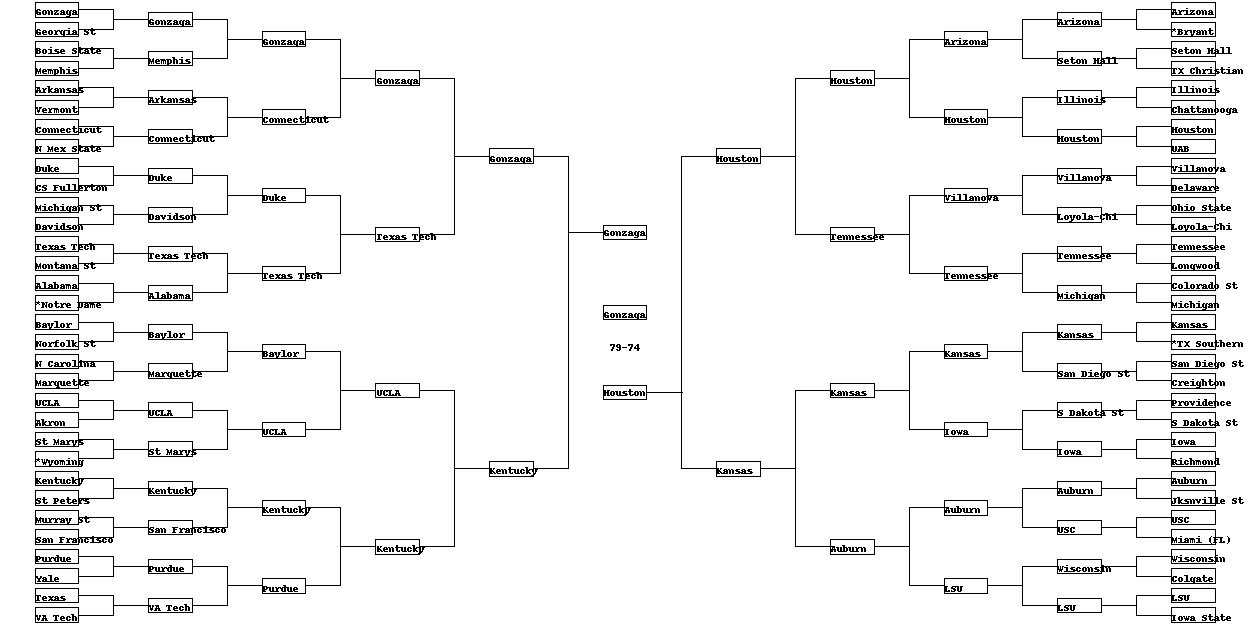 Gonzaga
Georgia St
Boise State
Memphis
Arkansas
Vermont
Connecticut
N Mex State
Duke
CS Fullerton
Michigan St
Davidson
Texas Tech
Montana St
Alabama
*Notre Dame
Baylor
Norfolk St
N Carolina
Marquette
UCLA
Akron
St Marys
*Wyoming
Kentucky
St Peters
Murray St
San Francisco
Purdue
Yale
Texas
VA Tech
Gonzaga
Memphis
Arkansas
Connecticut
Duke
Davidson
Texas Tech
Alabama
Baylor
Marquette
UCLA
St Marys
Kentucky
San Francisco
Purdue
VA Tech
Gonzaga
Connecticut
Duke
Texas Tech
Baylor
UCLA
Kentucky
Purdue
Gonzaga
Texas Tech
UCLA
Kentucky
Gonzaga
Kentucky
Gonzaga
Gonzaga
79-74
Houston
Houston
Kansas
Houston
Tennessee
Kansas
Auburn
Arizona
Houston
Villanova
Tennessee
Kansas
Iowa
Auburn
LSU
Arizona
Seton Hall
Illinois
Houston
Villanova
Loyola-Chi
Tennessee
Michigan
Kansas
San Diego St
S Dakota St
Iowa
Auburn
USC
Wisconsin
LSU
Arizona
*Bryant
Seton Hall
TX Christian
Illinois
Chattanooga
Houston
UAB
Villanova
Delaware
Ohio State
Loyola-Chi
Tennessee
Longwood
Colorado St
Michigan
Kansas
*TX Southern
San Diego St
Creighton
Providence
S Dakota St
Iowa
Richmond
Auburn
Jksnville St
USC
Miami (FL)
Wisconsin
Colgate
LSU
Iowa State